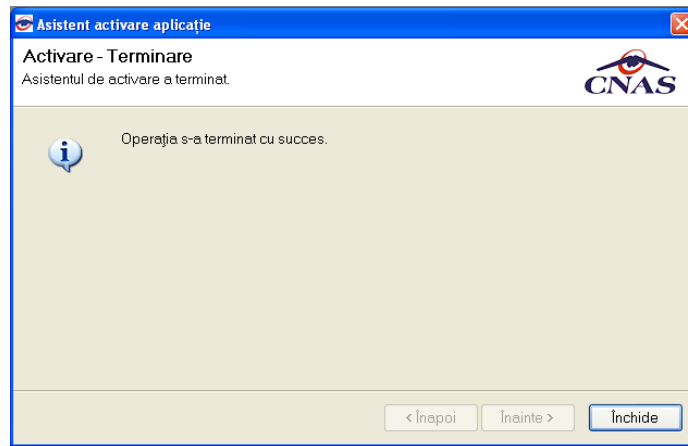 Asistent activare aplicație
Activare - Terminare
Asistentul de activare a terminat.
CNAS
Operația s-a terminat cu succes.
< Înapoi
Înainte >
Închide